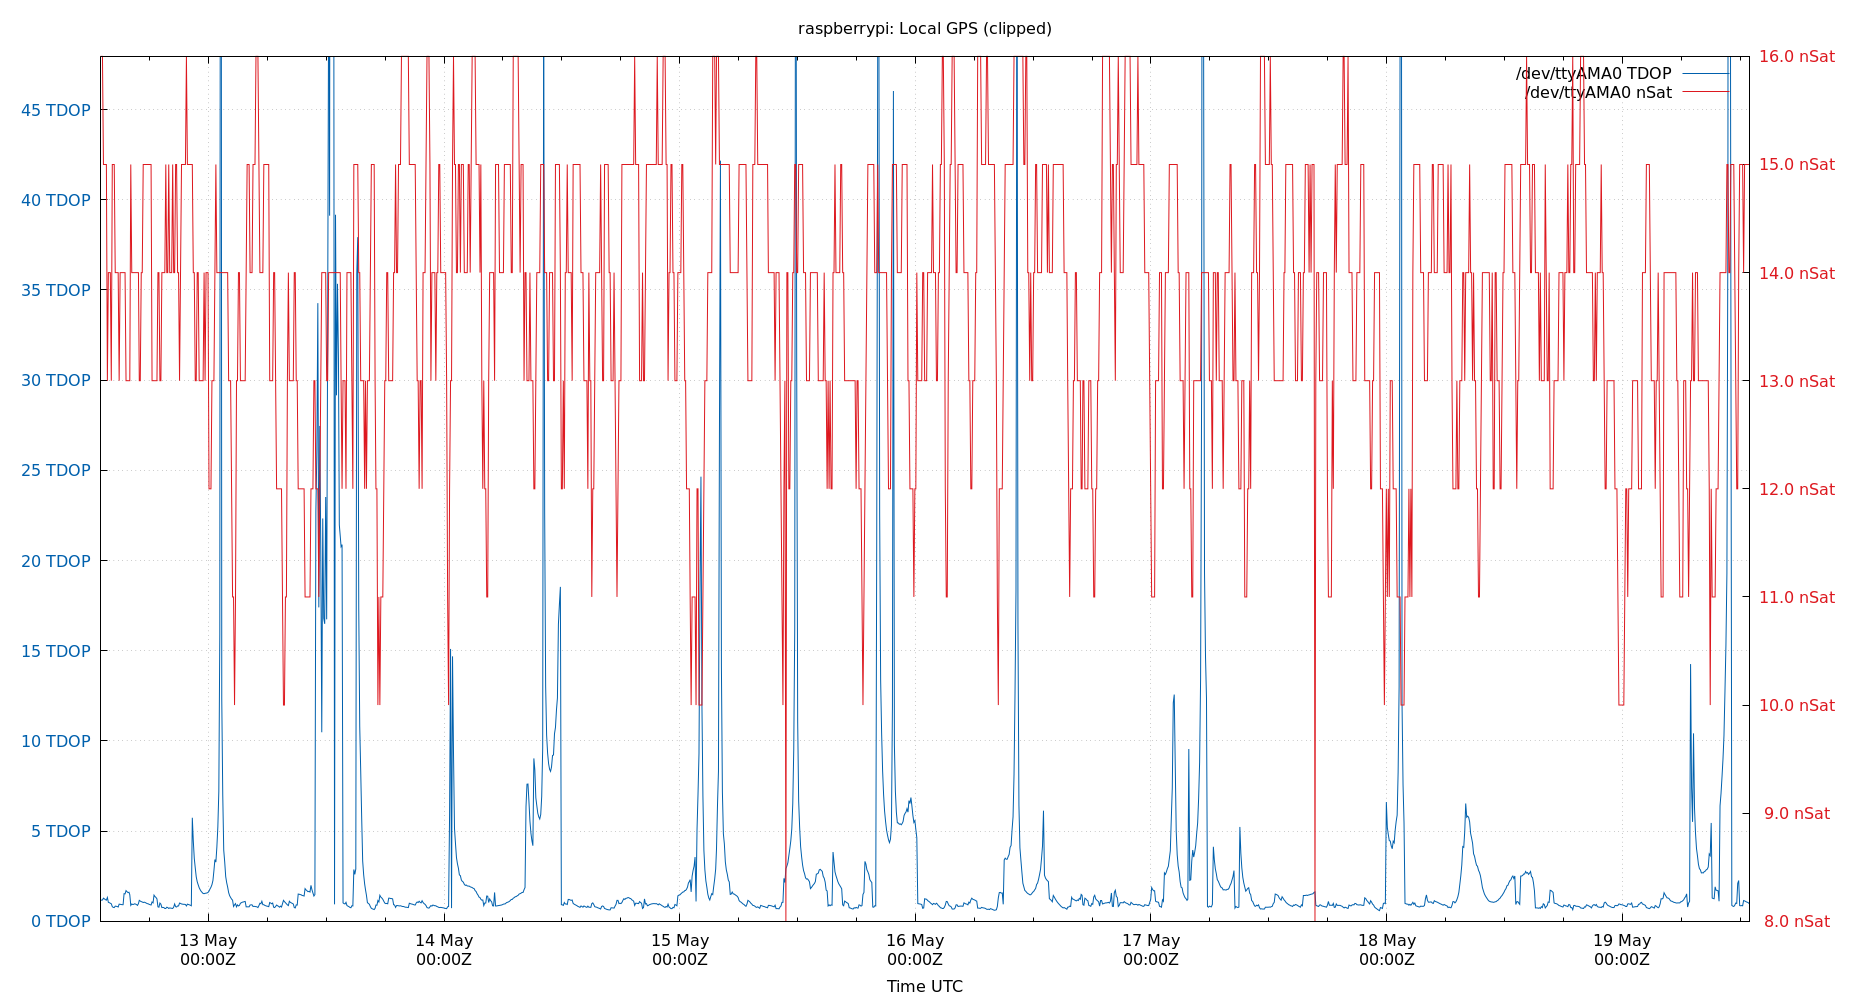 raspberrypi: Local GPS (clipped)
/dev/ttyAMA0 TDOP
/dev/ttyAMA0 nSat
45 TDOP
40 TDOP
35 TDOP
30 TDOP
25 TDOP
20 TDOP
15 TDOP
10 TDOP
5 TDOP
0 TDOP
16.0 nSat
15.0 nSat
14.0 nSat
13.0 nSat
12.0 nSat
11.0 nSat
10.0 nSat
9.0 nSat
8.0 nSat
13 May
00:00Z
14 May
00:00Z
15 May
00:00Z
16 May
00:00Z
17 May
00:00Z
18 May
00:00Z
19 May
00:00Z
Time UTC